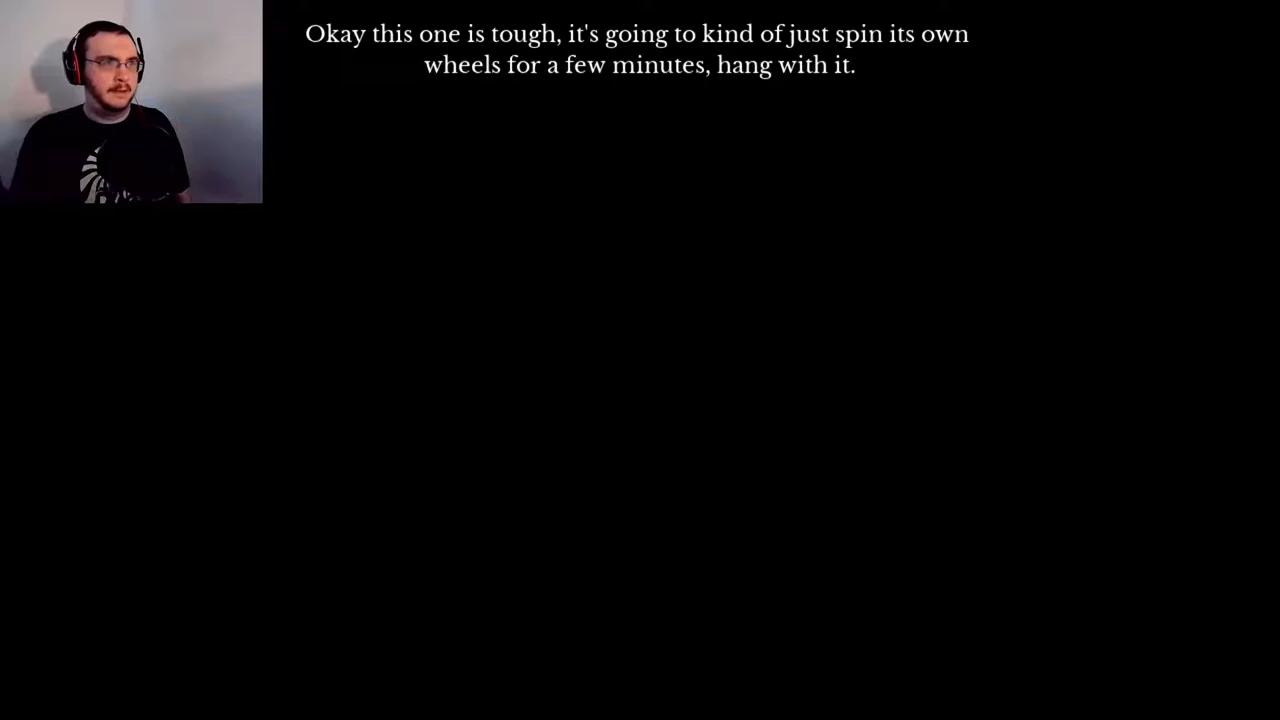 Okay this one is tough, it's going to kind of just spin its own
wheels for a few minutes, hang with it.